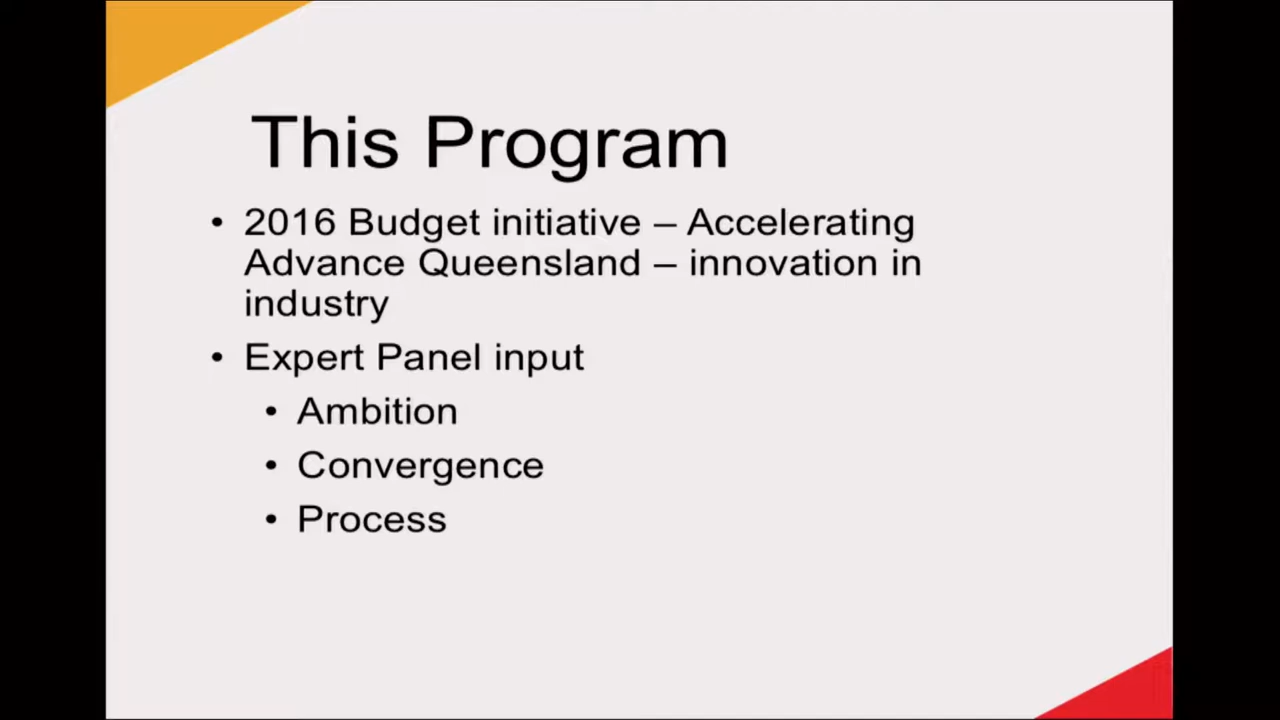 This Program
• 2016 Budget initiative – Accelerating
Advance Queensland – innovation in
industry
• Expert Panel input
• Ambition
• Convergence
• Process